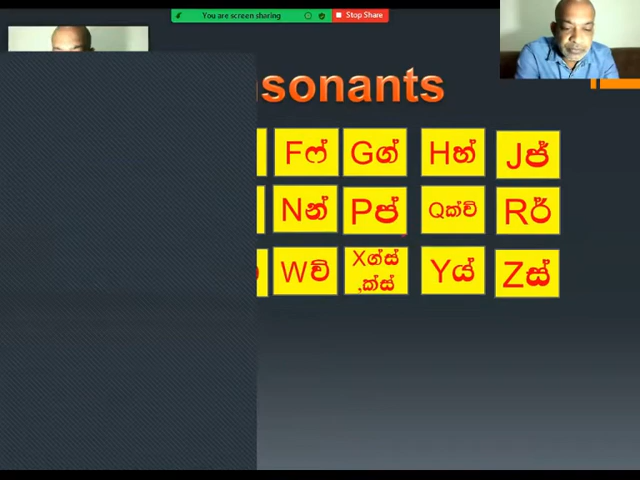 You are screen sharing
Stop Share
sonants
Fෆ් Gග් Hහ් Jජ්
Nන් Pප් Qක්වි Rර්
Wවි Xග්ස් ,ක්ස් Yය් Zස්